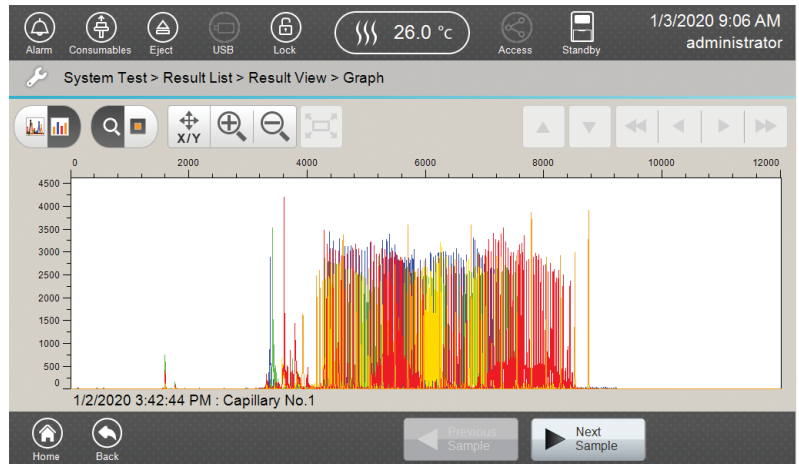 Alarm
Consumables
Eject
USB
Lock
26.0 °c
Access
Standby
1/3/2020 9:06 AM
administrator
System Test > Result List > Result View > Graph
X/Y
0 2000 4000 6000 8000 10000 12000
4500
4000
3500
3000
2500
2000
1500
1000
500
0
1/2/2020 3:42:44 PM : Capillary No.1
Home
Back
Previous
Sample
Next
Sample